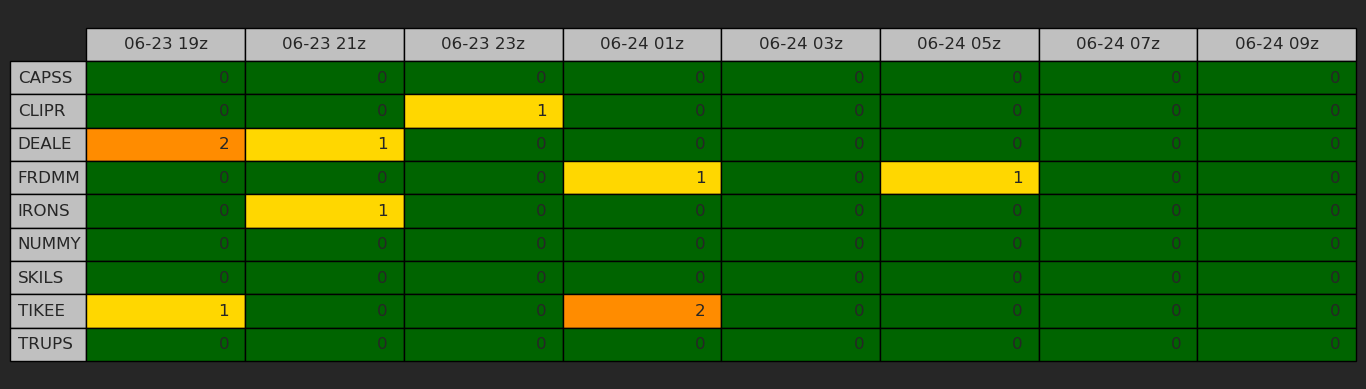 06-23 19z 06-23 21z 06-23 23z 06-24 01z 06-24 03z 06-24 05z 06-24 07z 06-24 09z
CAPSS 0 0 0 0 0 0 0 0
CLIPR 0 0 1 0 0 0 0 0
DEALE 2 1 0 0 0 0 0 0
FRDMM 0 0 0 1 0 1 0 0
IRONS 0 1 0 0 0 0 0 0
NUMMY 0 0 0 0 0 0 0 0
SKILS 0 0 0 0 0 0 0 0
TIKEE 1 0 0 2 0 0 0 0
TRUPS 0 0 0 0 0 0 0 0